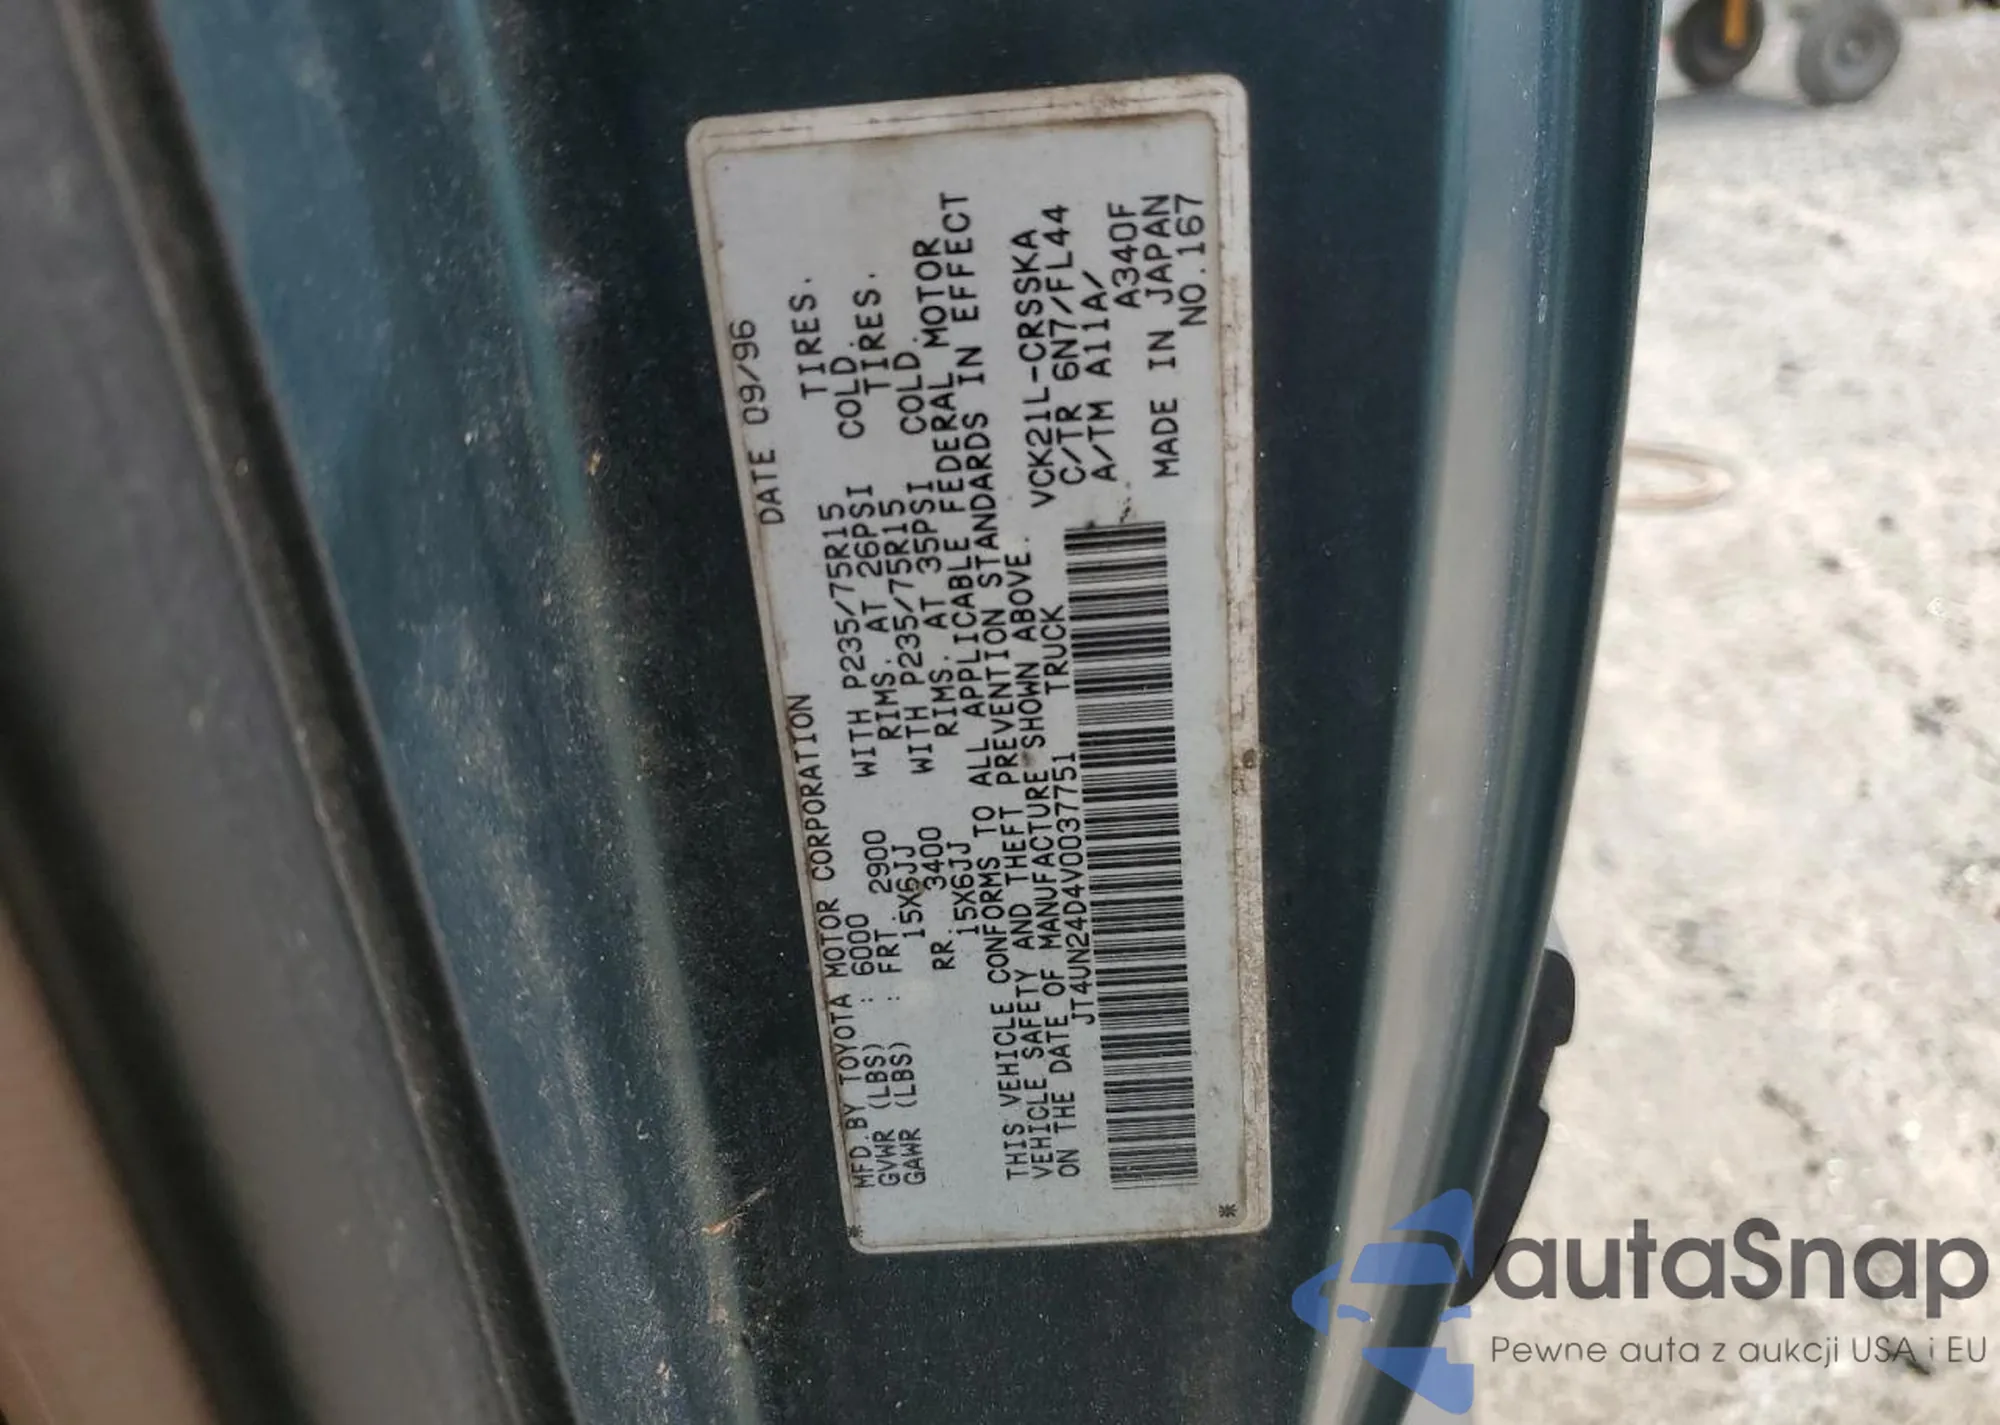 MFD.BY TOYOTA MOTOR CORPORATION DATE 09/96
GVWR (LBS) : 6000
GAWR (LBS) : FRT. 2900 WITH P235/75R15 TIRES.
15X6JJ RIMS. AT 26PSI COLD.
RR. 3400 WITH P235/75R15 TIRES.
15X6JJ RIMS. AT 35PSI COLD.
THIS VEHICLE CONFORMS TO ALL APPLICABLE FEDERAL MOTOR
VEHICLE SAFETY AND THEFT PREVENTION STANDARDS IN EFFECT
ON THE DATE OF MANUFACTURE SHOWN ABOVE.
JT4UN24D4V0037751 TRUCK
VCK21L-CRSSKA
C/TR 6N7/FL44
A/TM A11A/
A340F
MADE IN JAPAN
NO.167
autaSnap
Pewne auta z aukcji USA i EU